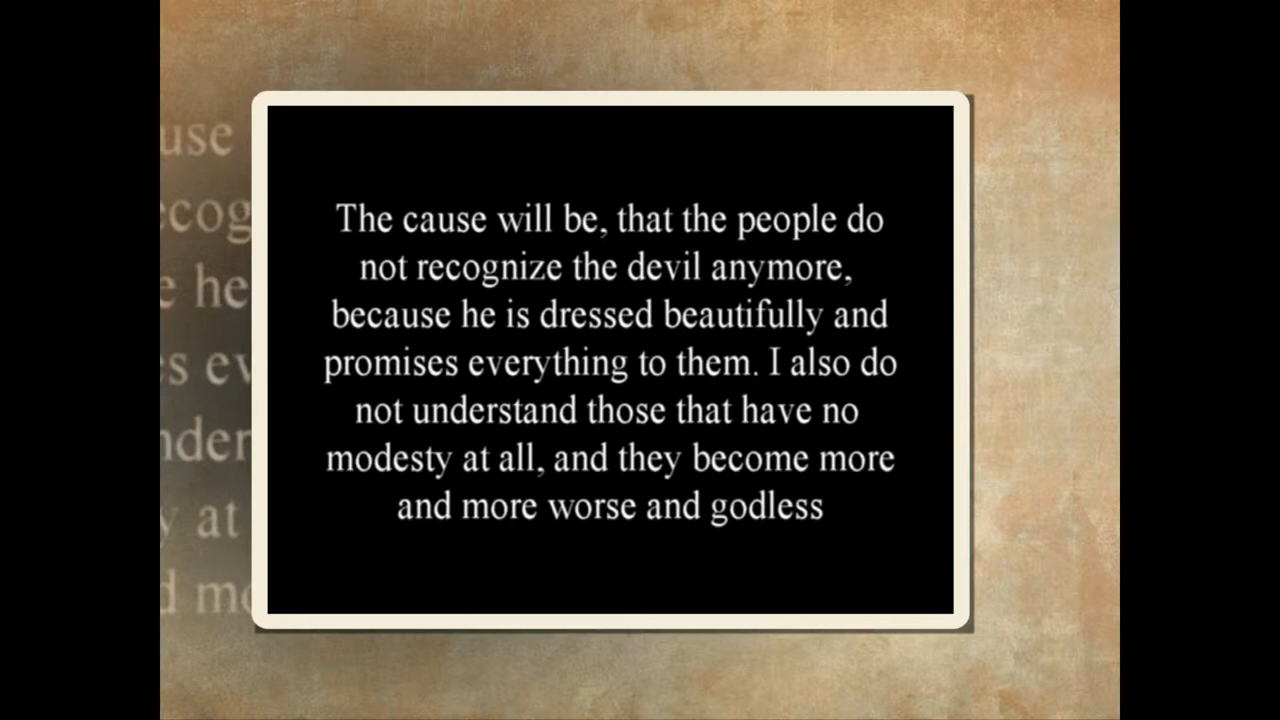 The cause will be, that the people do
not recognize the devil anymore,
because he is dressed beautifully and
promises everything to them. I also do
not understand those that have no
modesty at all, and they become more
and more worse and godless